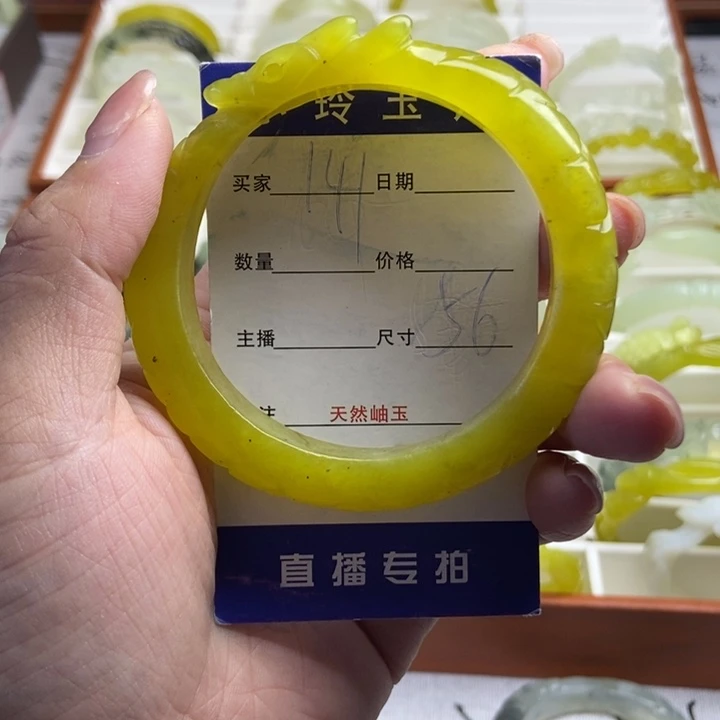 玲玉
141
买家 日期
数量 价格
主播 尺寸 56
注 天然岫玉
直播专拍